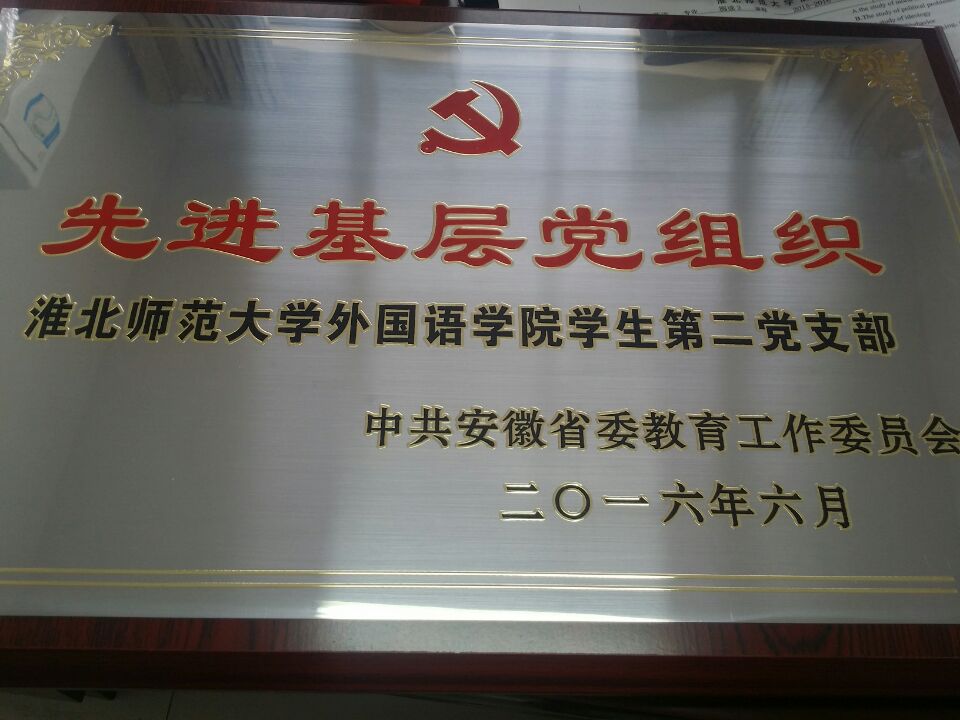 先进基层党组织
淮北师范大学外国语学院学生第二党支部
中共安徽省委教育工作委员会
二〇一六年六月